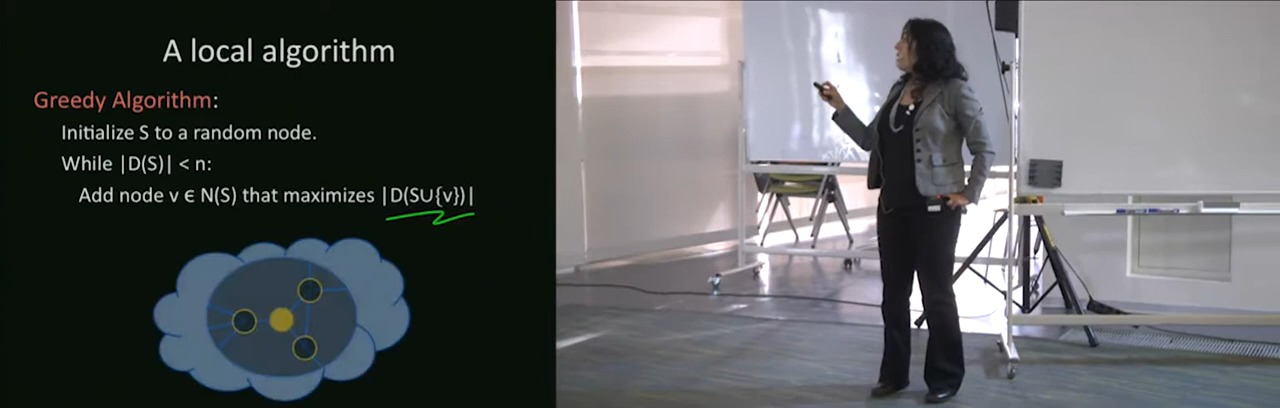 A local algorithm
Greedy Algorithm:
Initialize S to a random node.
While |D(S)| < n:
Add node v ∈ N(S) that maximizes |D(S∪{v})|